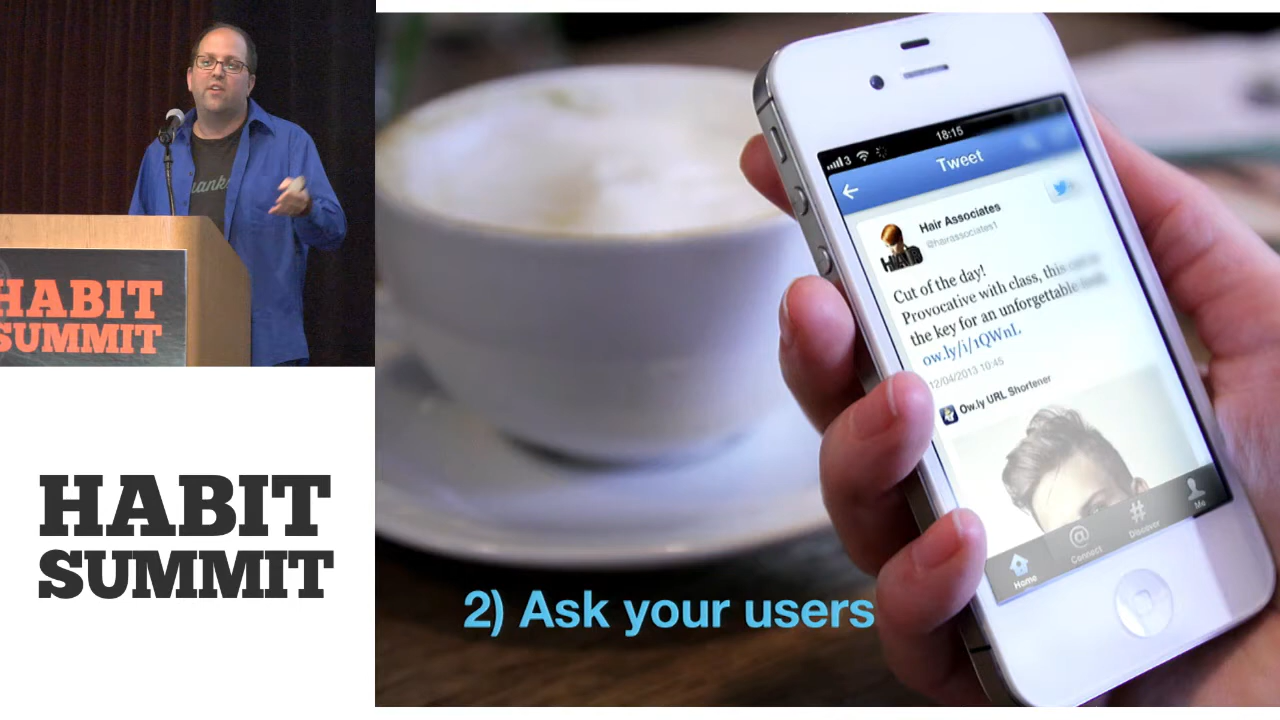 HABIT
SUMMIT
HABIT
SUMMIT
3
18:15
Tweet
Hair Associates
@hairassociates1
HAIR
Cut of the day!
Provocative with class, this
the key for an unforgettable
ow.ly/i/1QWnL
12/04/2013 10:45
Ow.ly URL Shortener
Home
@
Connect
#
Discover
Me
2) Ask your users